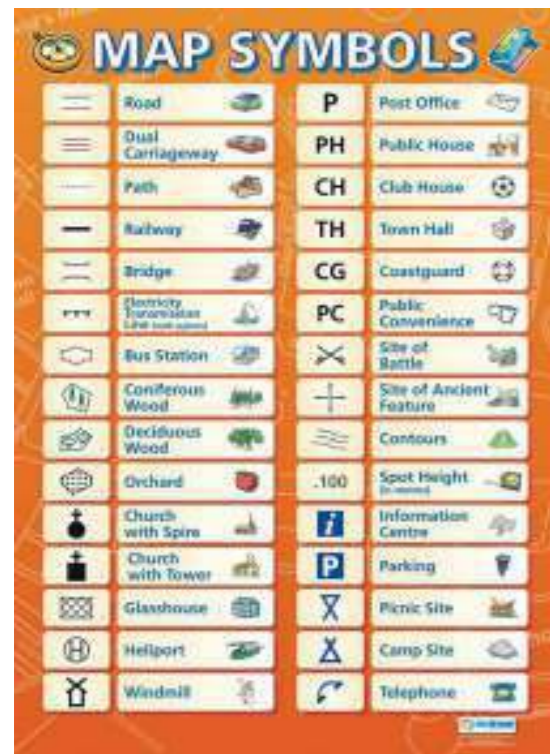 MAP SYMBOLS
Road
Dual
Carriageway
Path
Railway
Bridge
Electricity
Transmission
Line
Bus Station
Coniferous
Wood
Deciduous
Wood
Orchard
Church
with Spire
Church
with Tower
Glasshouse
H
Heliport
Windmill
P
Post Office
PH
Public House
CH
Club House
TH
Town Hall
CG
Coastguard
PC
Public
Convenience
Site of
Battle
Site of Ancient
Feature
Contours
.100
Spot Height
i
Information
Centre
P
Parking
Picnic Site
Camp Site
Telephone